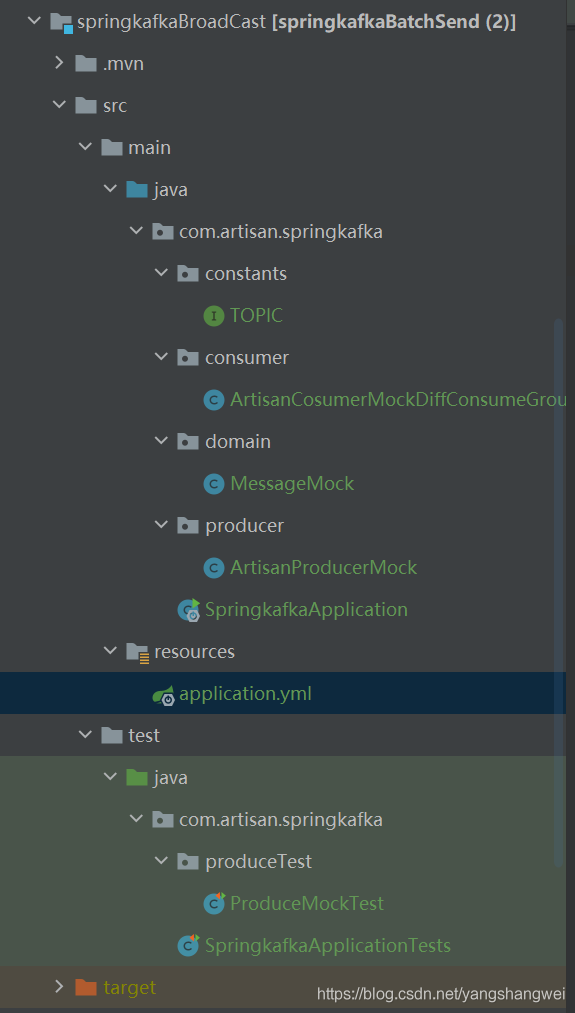 springkafkaBroadCast [springkafkaBatchSend (2)]
.mvn
src
main
java
com.artisan.springkafka
constants
TOPIC
consumer
ArtisanCosumerMockDiffConsumeGrou
domain
MessageMock
producer
ArtisanProducerMock
SpringkafkaApplication
resources
application.yml
test
java
com.artisan.springkafka
produceTest
ProduceMockTest
SpringkafkaApplicationTests
target
https://blog.csdn.net/yangshangwei